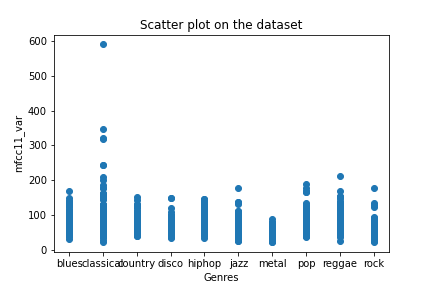 Scatter plot on the dataset
600
500
400
300
200
100
0
mfcc11_var
blues classical country disco hiphop jazz metal pop reggae rock
Genres